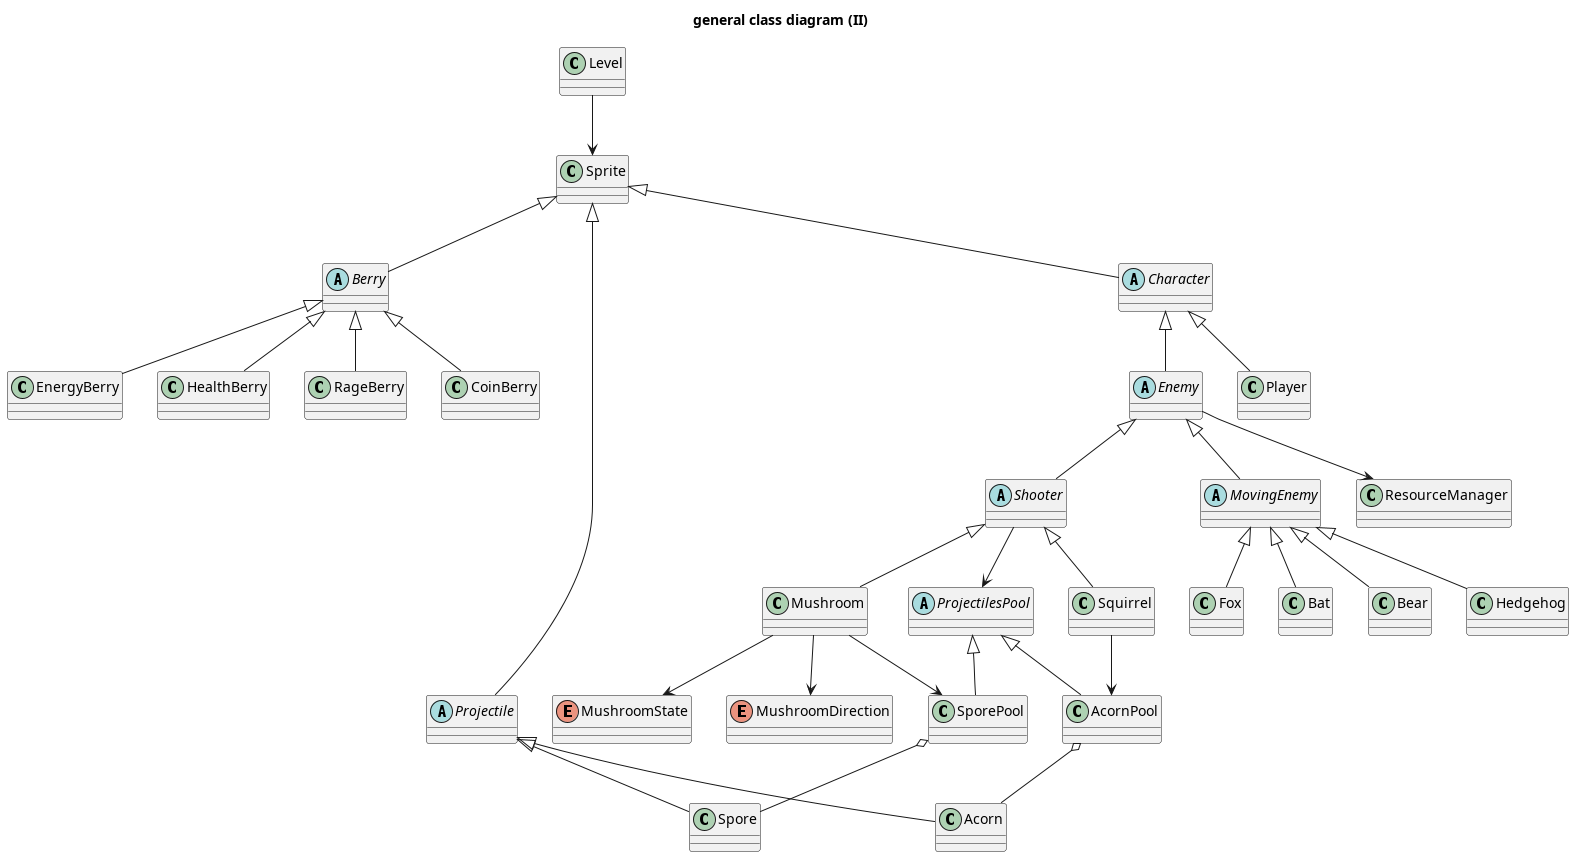 general class diagram (II)
C Level
C Sprite
A Berry
A Character
C EnergyBerry
C HealthBerry
C RageBerry
C CoinBerry
A Enemy
C Player
A Shooter
A MovingEnemy
C ResourceManager
C Mushroom
A ProjectilesPool
C Squirrel
C Fox
C Bat
C Bear
C Hedgehog
A Projectile
E MushroomState
E MushroomDirection
C SporePool
C AcornPool
C Spore
C Acorn